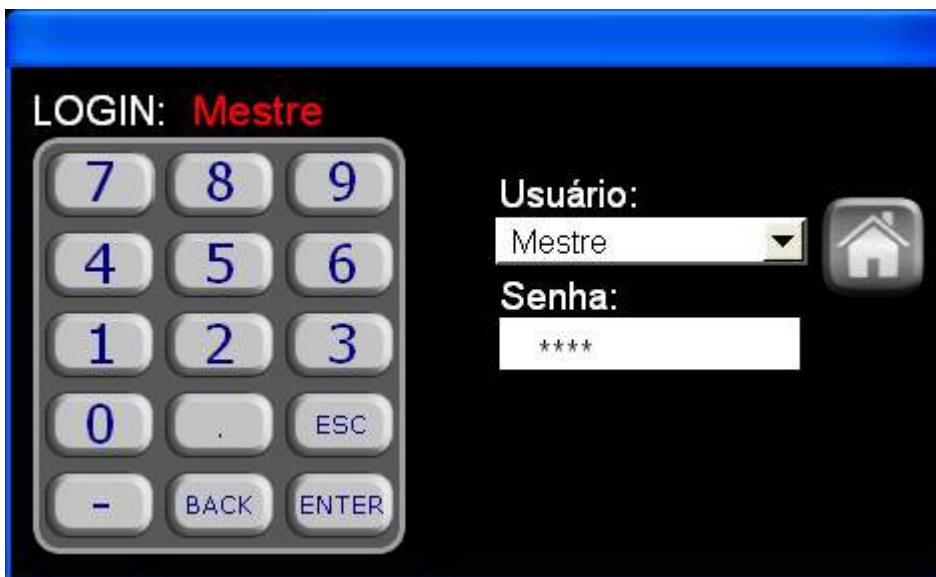 LOGIN: Mestre
7 8 9
4 5 6
1 2 3
0 . ESC
- BACK ENTER
Usuário:
Mestre
Senha:
****